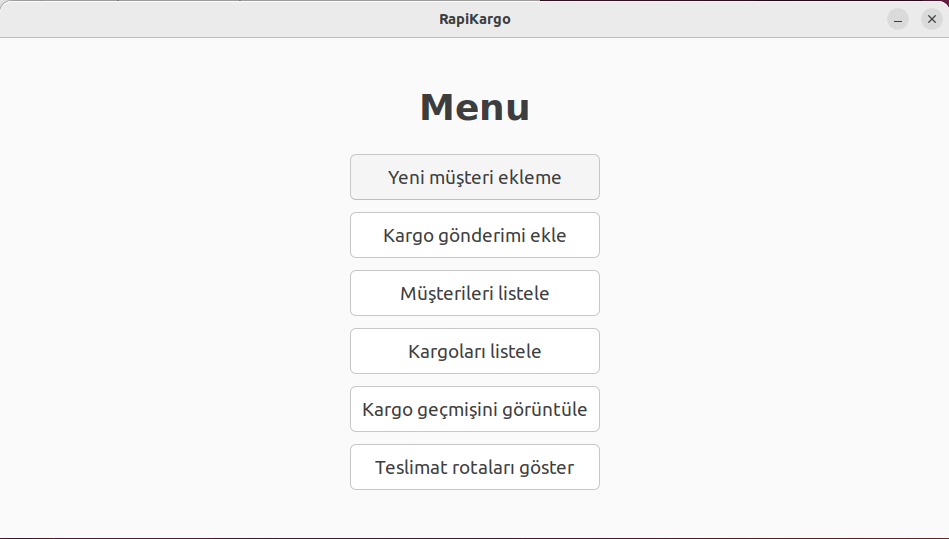 RapiKargo
Menu
Yeni müşteri ekleme
Kargo gönderimi ekle
Müşterileri listele
Kargoları listele
Kargo geçmişini görüntüle
Teslimat rotaları göster